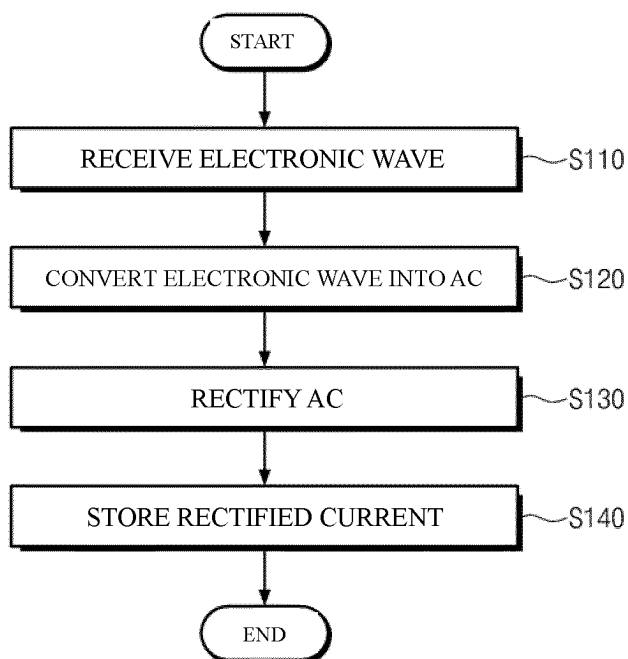 START
RECEIVE ELECTRONIC WAVE
S110
CONVERT ELECTRONIC WAVE INTO AC
S120
RECTIFY AC
S130
STORE RECTIFIED CURRENT
S140
END